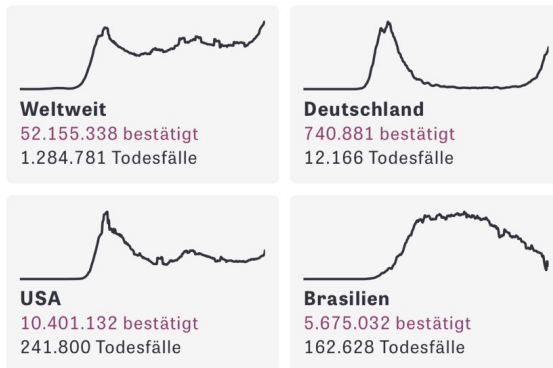 Weltweit
52.155.338 bestätigt
1.284.781 Todesfälle
Deutschland
740.881 bestätigt
12.166 Todesfälle
USA
10.401.132 bestätigt
241.800 Todesfälle
Brasilien
5.675.032 bestätigt
162.628 Todesfälle